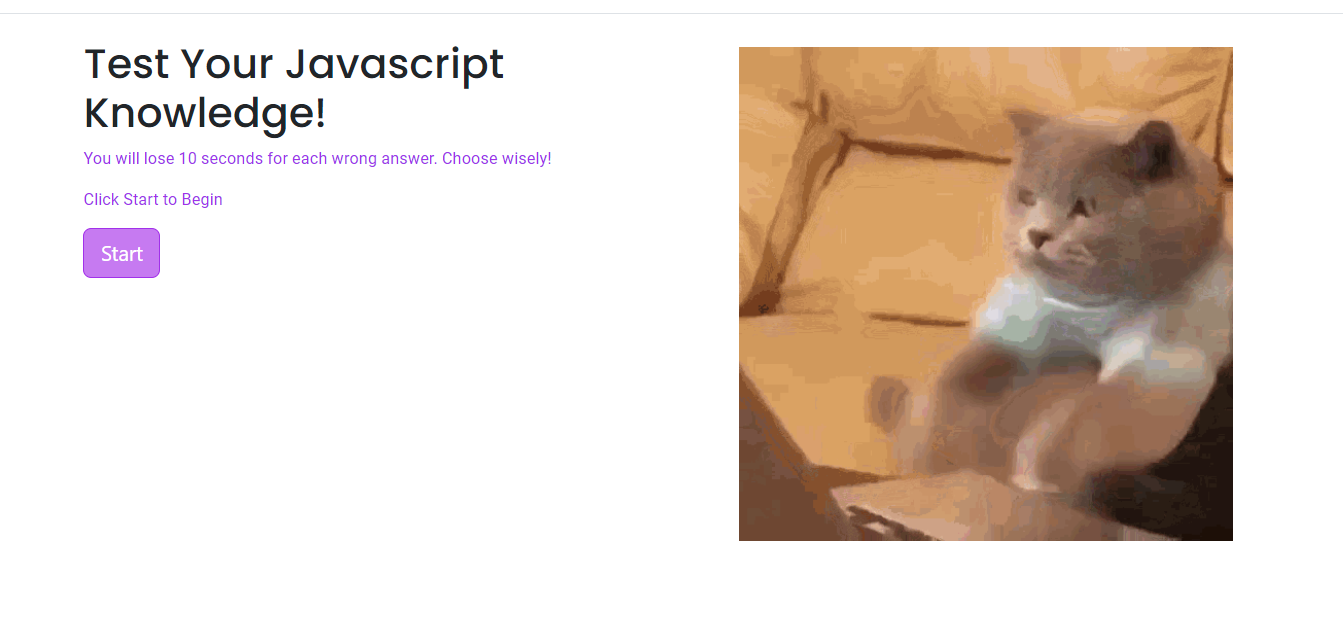 Test Your Javascript
Knowledge!
You will lose 10 seconds for each wrong answer. Choose wisely!
Click Start to Begin
Start